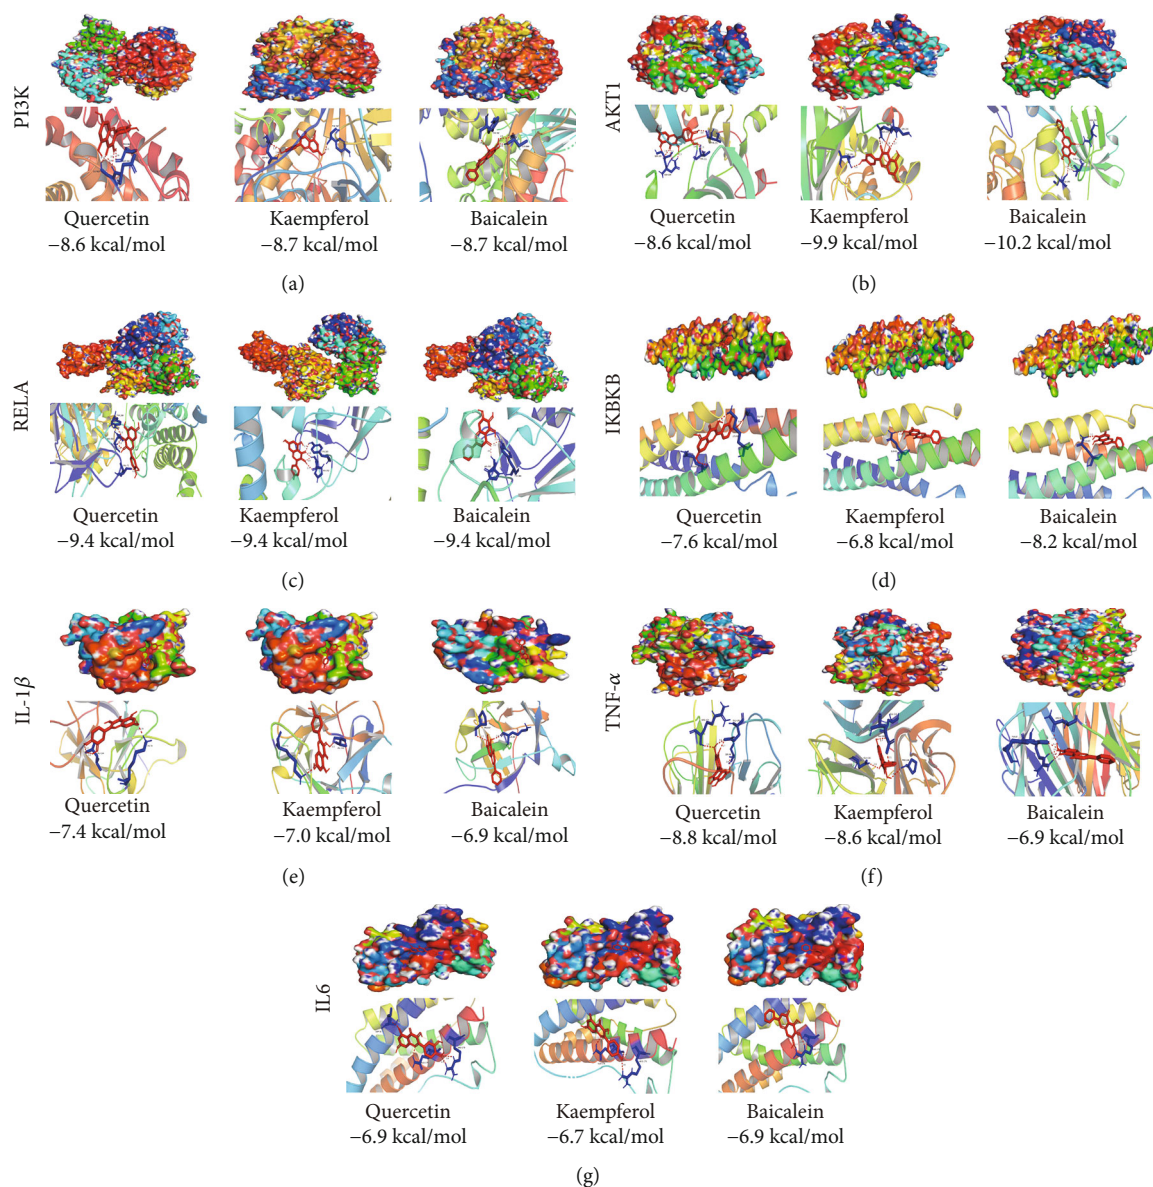 PI3K
Quercetin
−8.6 kcal/mol
Kaempferol
−8.7 kcal/mol
Baicalein
−8.7 kcal/mol
(a)
AKT1
Quercetin
−8.6 kcal/mol
Kaempferol
−9.9 kcal/mol
Baicalein
−10.2 kcal/mol
(b)
RELA
Quercetin
−9.4 kcal/mol
Kaempferol
−9.4 kcal/mol
Baicalein
−9.4 kcal/mol
(c)
IKBKB
Quercetin
−7.6 kcal/mol
Kaempferol
−6.8 kcal/mol
Baicalein
−8.2 kcal/mol
(d)
IL-1β
Quercetin
−7.4 kcal/mol
Kaempferol
−7.0 kcal/mol
Baicalein
−6.9 kcal/mol
(e)
TNF-α
Quercetin
−8.8 kcal/mol
Kaempferol
−8.6 kcal/mol
Baicalein
−6.9 kcal/mol
(f)
IL6
Quercetin
−6.9 kcal/mol
Kaempferol
−6.7 kcal/mol
Baicalein
−6.9 kcal/mol
(g)